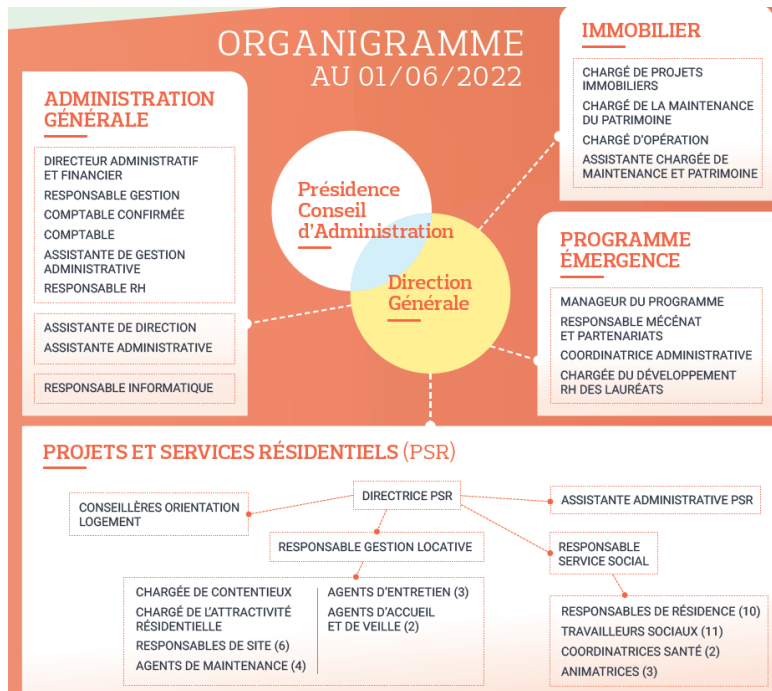 ORGANIGRAMME
AU 01/06/2022
ADMINISTRATION
GÉNÉRALE
DIRECTEUR ADMINISTRATIF
ET FINANCIER
RESPONSABLE GESTION
COMPTABLE CONFIRMÉE
COMPTABLE
ASSISTANTE DE GESTION
ADMINISTRATIVE
RESPONSABLE RH
ASSISTANTE DE DIRECTION
ASSISTANTE ADMINISTRATIVE
RESPONSABLE INFORMATIQUE
Présidence
Conseil
d'Administration
Direction
Générale
IMMOBILIER
CHARGÉ DE PROJETS
IMMOBILIERS
CHARGÉ DE LA MAINTENANCE
DU PATRIMOINE
CHARGÉ D'OPÉRATION
ASSISTANTE CHARGÉE DE
MAINTENANCE ET PATRIMOINE
PROGRAMME
ÉMERGENCE
MANAGEUR DU PROGRAMME
RESPONSABLE MÉCÉNAT
ET PARTENARIATS
COORDINATRICE ADMINISTRATIVE
CHARGÉE DU DÉVELOPPEMENT
RH DES LAURÉATS
PROJETS ET SERVICES RÉSIDENTIELS (PSR)
DIRECTRICE PSR
CONSEILLÈRES ORIENTATION
LOGEMENT
ASSISTANTE ADMINISTRATIVE PSR
RESPONSABLE GESTION LOCATIVE
RESPONSABLE
SERVICE SOCIAL
CHARGÉE DE CONTENTIEUX
CHARGÉ DE L'ATTRACTIVITÉ
RÉSIDENTIELLE
RESPONSABLES DE SITE (6)
AGENTS DE MAINTENANCE (4)
AGENTS D'ENTRETIEN (3)
AGENTS D'ACCUEIL
ET DE VEILLE (2)
RESPONSABLES DE RÉSIDENCE (10)
TRAVAILLEURS SOCIAUX (11)
COORDINATRICES SANTÉ (2)
ANIMATRICES (3)